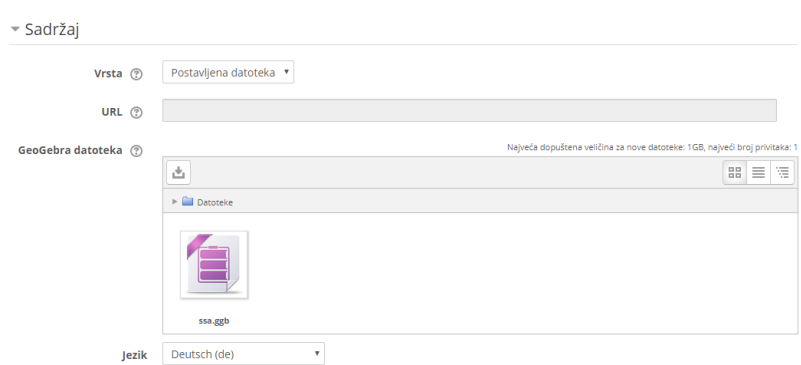 Sadržaj
Vrsta
Postavljena datoteka
URL
GeoGebra datoteka
Najveća dopuštena veličina za nove datoteke: 1GB, najveći broj privitaka: 1
Datoteke
ssa.ggb
Jezik
Deutsch (de)